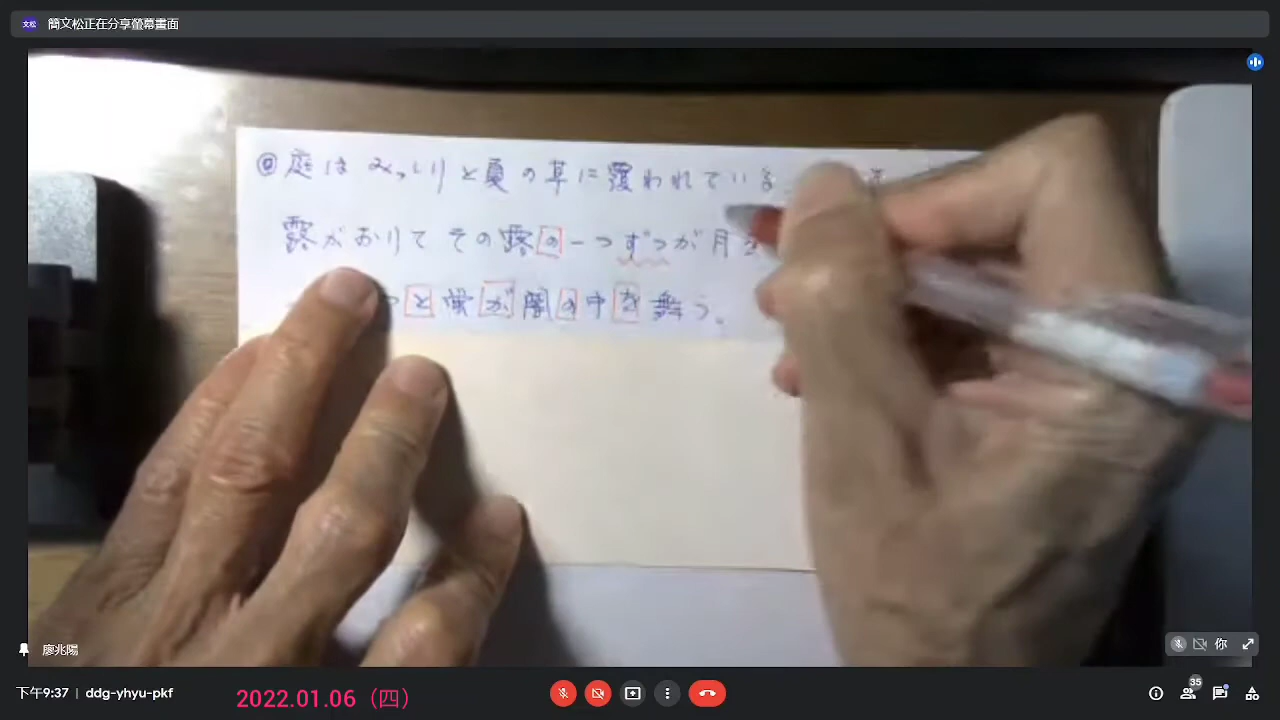 文松 簡文松正在分享螢幕畫面
◎ 庭はみっしりと夏の草に覆われている
露がおりてその露の一つずつが月
と蛍が闇の中を舞う。
廖兆陽
你
下午9:37 | ddg-yhyu-pkf
2022.01.06（四）
35